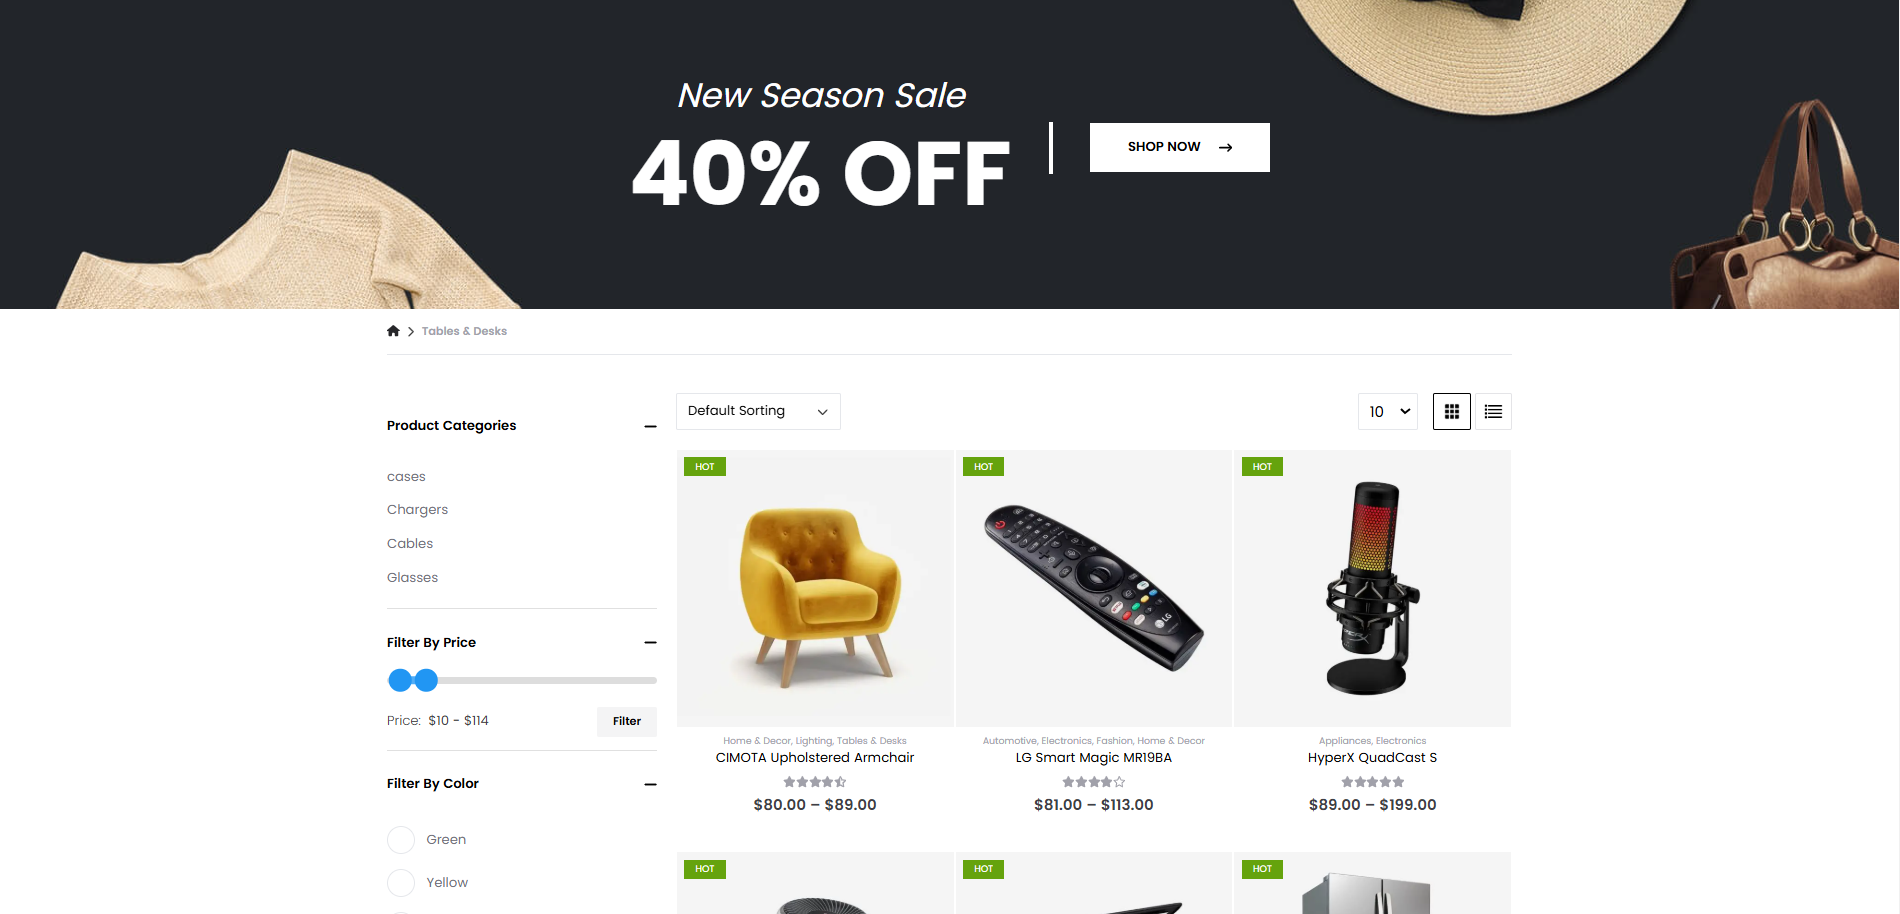 New Season Sale
40% OFF
SHOP NOW
Tables & Desks
Product Categories
cases
Chargers
Cables
Glasses
Filter By Price
Price: $10 - $114
Filter
Filter By Color
Green
Yellow
Default Sorting
10
HOT
HOT
HOT
LG
Home & Decor, Lighting, Tables & Desks
CIMOTA Upholstered Armchair
$80.00 – $89.00
Automotive, Electronics, Fashion, Home & Decor
LG Smart Magic MR19BA
$81.00 – $113.00
Appliances, Electronics
HyperX QuadCast S
$89.00 – $199.00
HOT
HOT
HOT